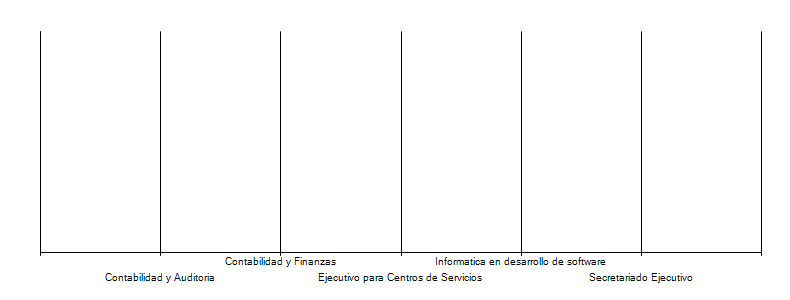 Contabilidad y Finanzas
Informatica en desarrollo de software
Contabilidad y Auditoria
Ejecutivo para Centros de Servicios
Secretariado Ejecutivo